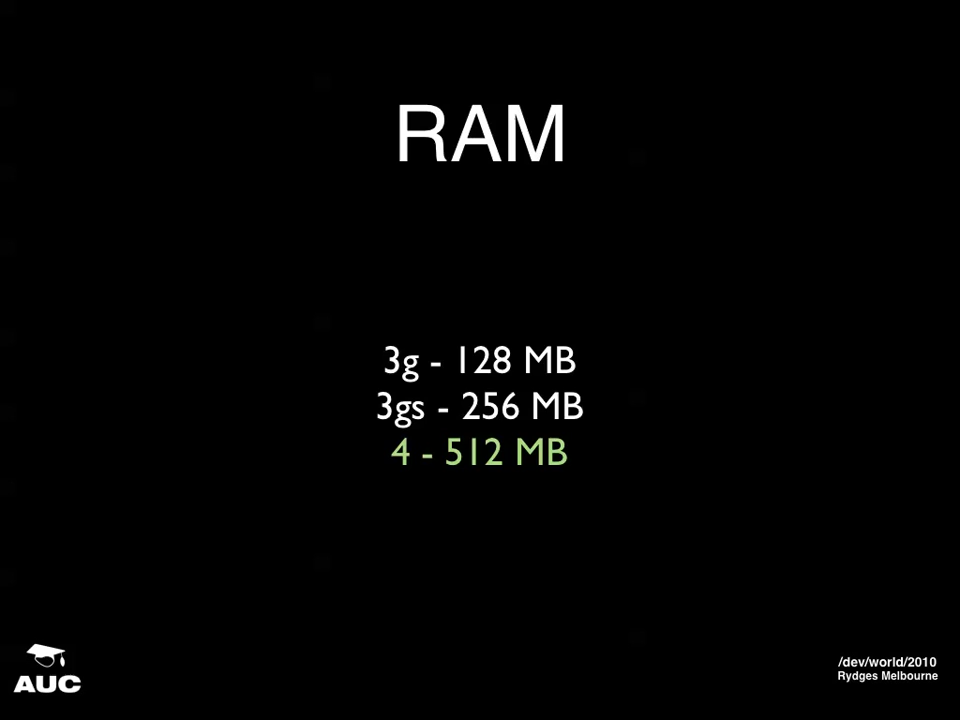 RAM
3g - 128 MB
3gs - 256 MB
4 - 512 MB
AUC
/dev/world/2010
Rydges Melbourne